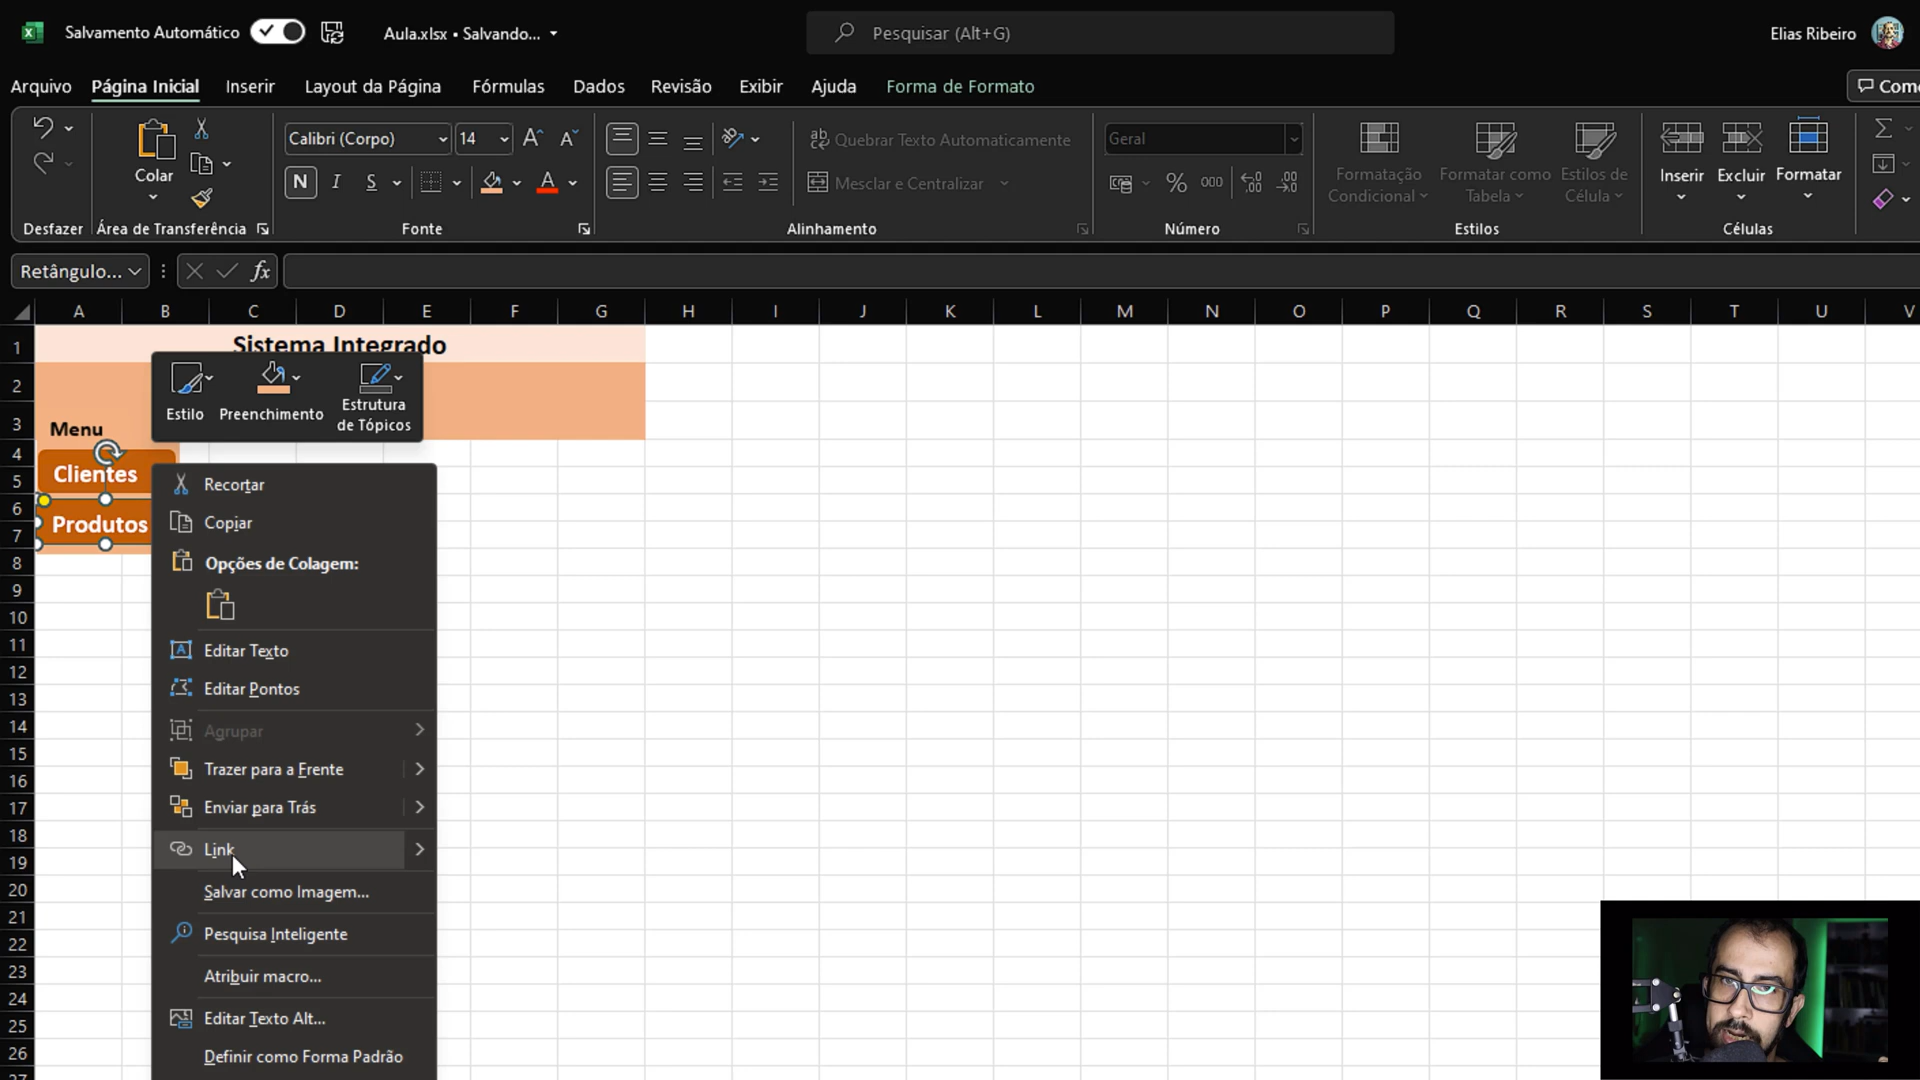 Salvamento Automático
Aula.xlsx • Salvando...
Pesquisar (Alt+G)
Elias Ribeiro
Arquivo Página Inicial Inserir Layout da Página Fórmulas Dados Revisão Exibir Ajuda Forma de Formato
Colar
Calibri (Corpo) 14
N I S
Quebrar Texto Automaticamente
Mesclar e Centralizar
Geral
% 000
Formatação Condicional
Formatar como Tabela
Estilos de Célula
Inserir Excluir Formatar
Desfazer Área de Transferência Fonte Alinhamento Número Estilos Células
Retângulo... fx
A B C D E F G H I J K L M N O P Q R S T U V
1 Sistema Integrado
2
3 Menu
4
5 Clientes
6
7 Produtos
8
9
10
11
12
13
14
15
16
17
18
19
20
21
22
23
24
25
26
Estilo
Preenchimento
Estrutura
de Tópicos
Recortar
Copiar
Opções de Colagem:
Editar Texto
Editar Pontos
Agrupar
Trazer para a Frente
Enviar para Trás
Link
Salvar como Imagem...
Pesquisa Inteligente
Atribuir macro...
Editar Texto Alt...
Definir como Forma Padrão